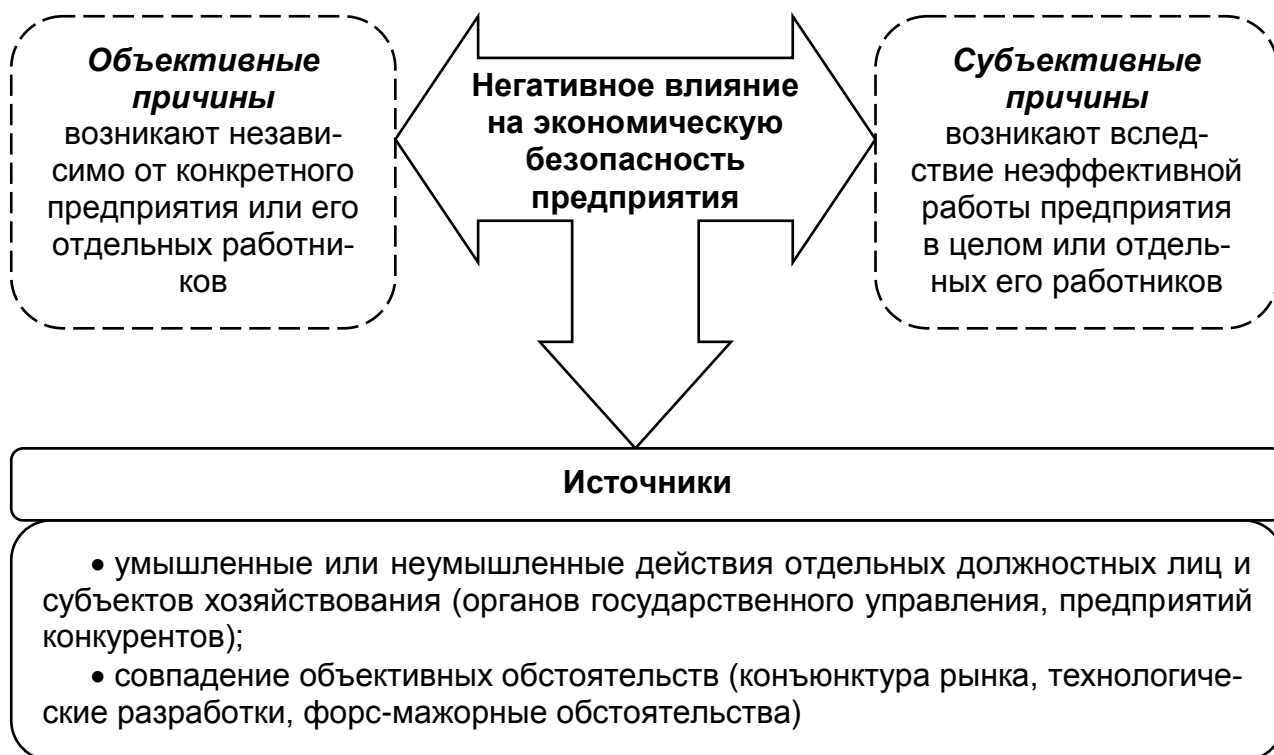 Объективные
причины
возникают незави-
симо от конкретного
предприятия или его
отдельных работни-
ков
Негативное влияние
на экономическую
безопасность
предприятия
Субъективные
причины
возникают вслед-
ствие неэффективной
работы предприятия
в целом или отдель-
ных его работников
Источники
• умышленные или неумышленные действия отдельных должностных лиц и
субъектов хозяйствования (органов государственного управления, предприятий
конкурентов);
• совпадение объективных обстоятельств (конъюнктура рынка, технологиче-
ские разработки, форс-мажорные обстоятельства)